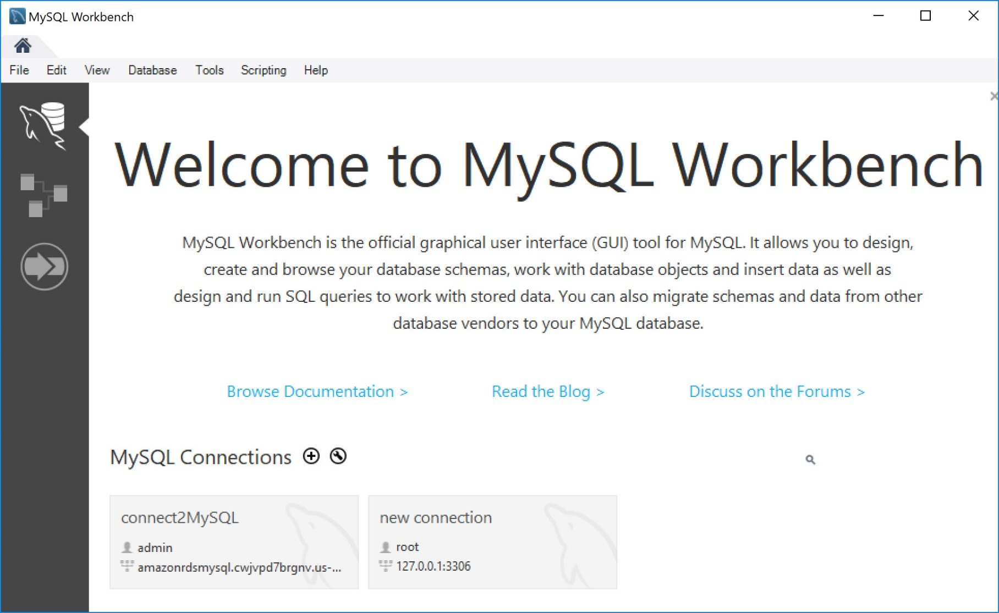 MySQL Workbench
File Edit View Database Tools Scripting Help
Welcome to MySQL Workbench
MySQL Workbench is the official graphical user interface (GUI) tool for MySQL. It allows you to design,
create and browse your database schemas, work with database objects and insert data as well as
design and run SQL queries to work with stored data. You can also migrate schemas and data from other
database vendors to your MySQL database.
Browse Documentation > Read the Blog > Discuss on the Forums >
MySQL Connections
connect2MySQL
admin
amazonrdsmysql.cwjvpd7brgnv.us-...
new connection
root
127.0.0.1:3306